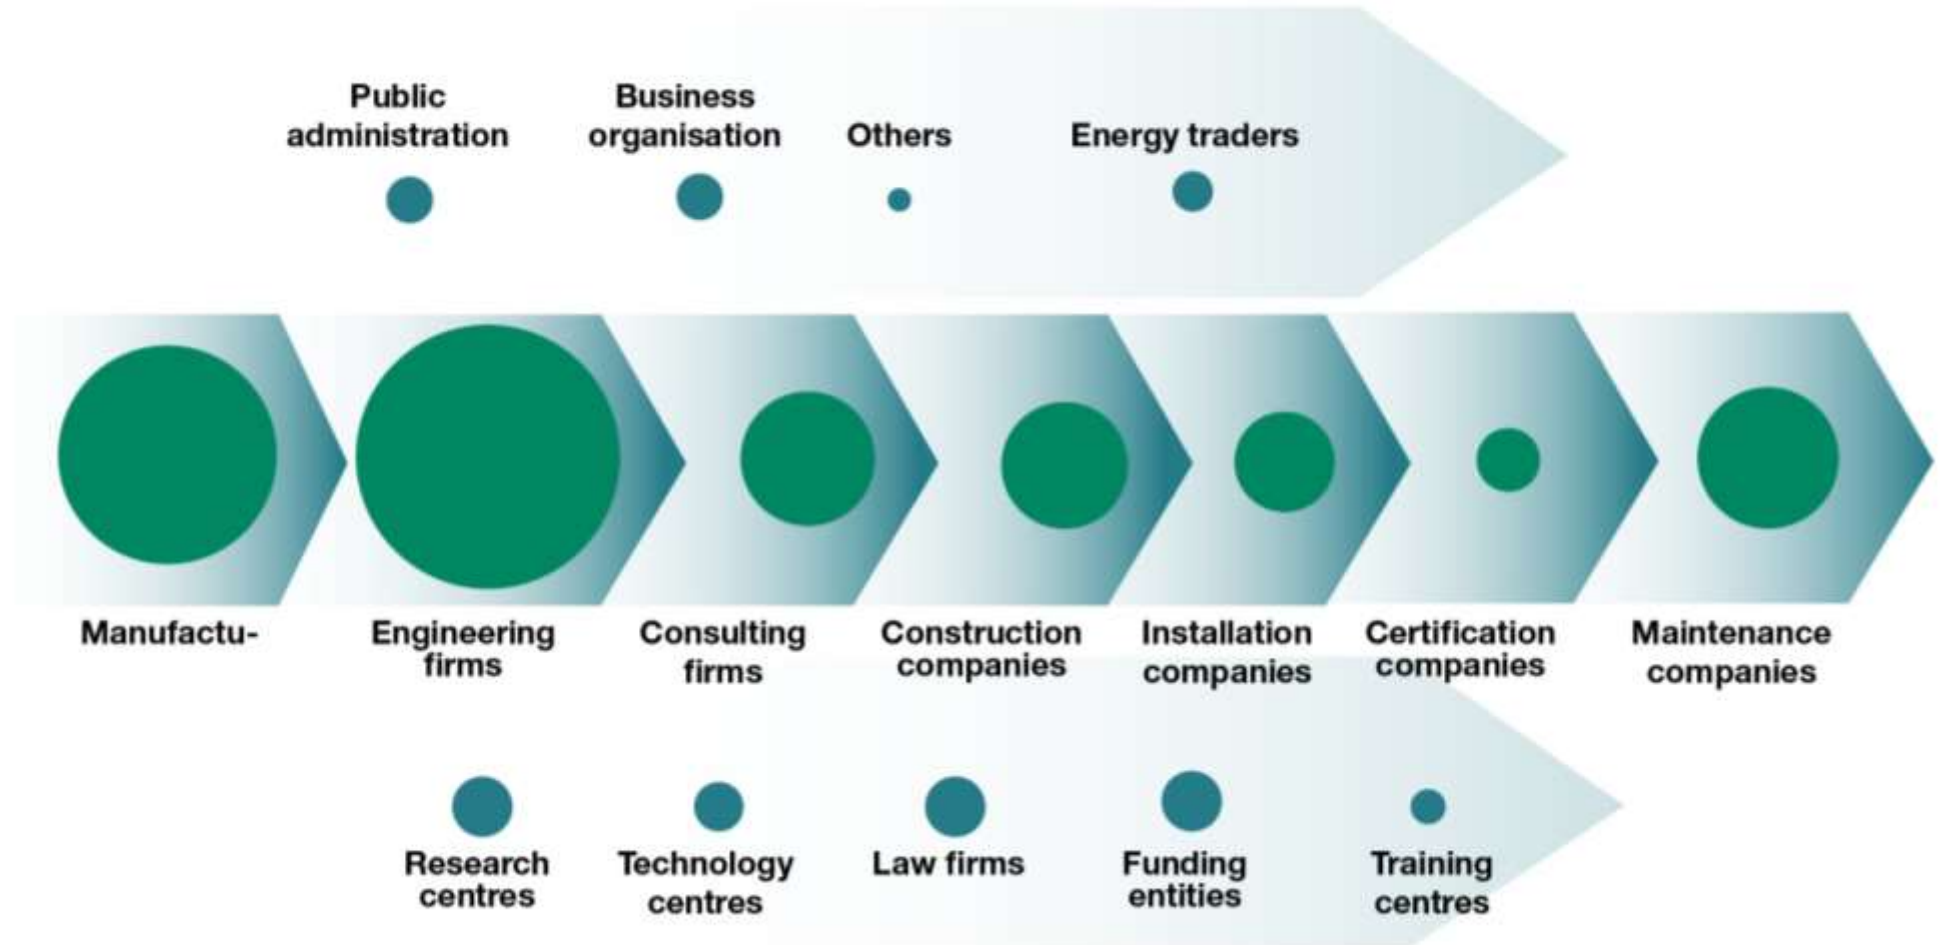 Public
administration
Business
organisation
Others
Energy traders
Manufactu-
Engineering
firms
Consulting
firms
Construction
companies
Installation
companies
Certification
companies
Maintenance
companies
Research
centres
Technology
centres
Law firms
Funding
entities
Training
centres